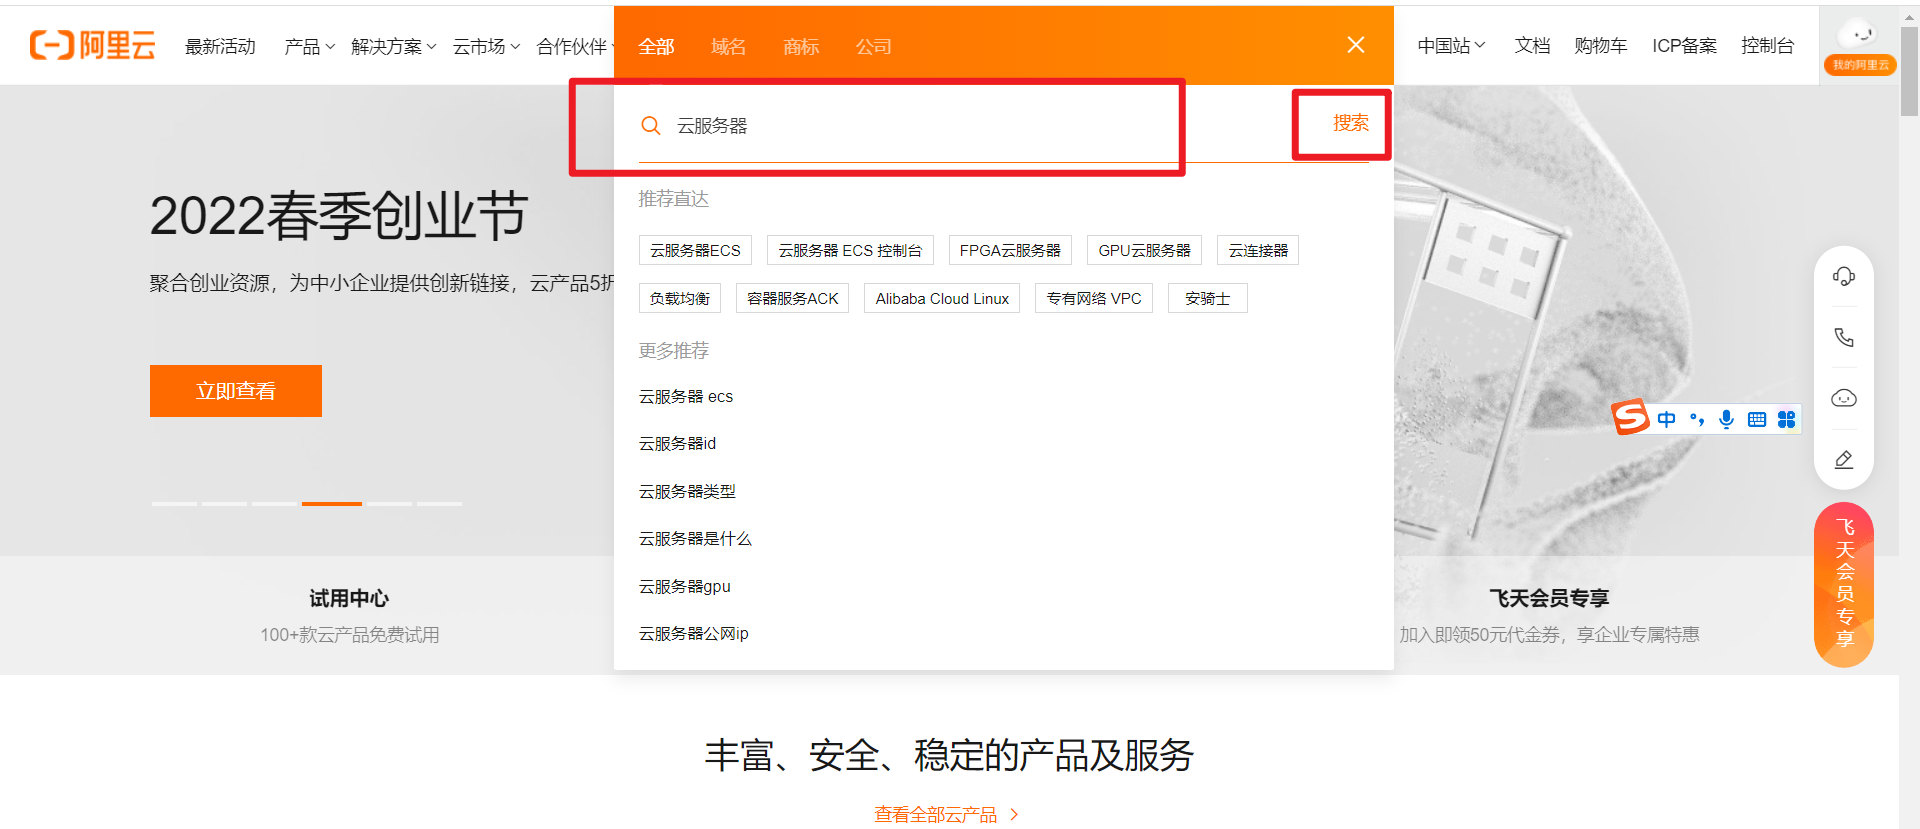 阿里云
最新活动 产品 解决方案 云市场 合作伙伴
全部 域名 商标 公司
中国站 文档 购物车 ICP备案 控制台
我的阿里云
云服务器
搜索
推荐直达
云服务器ECS 云服务器 ECS 控制台 FPGA云服务器 GPU云服务器 云连接器
负载均衡 容器服务ACK Alibaba Cloud Linux 专有网络 VPC 安骑士
更多推荐
云服务器 ecs
云服务器id
云服务器类型
云服务器是什么
云服务器gpu
云服务器公网ip
2022春季创业节
聚合创业资源，为中小企业提供创新链接，云产品5折
立即查看
中
飞天会员专享
试用中心
100+款云产品免费试用
飞天会员专享
加入即领50元代金券，享企业专属特惠
丰富、安全、稳定的产品及服务
查看全部云产品